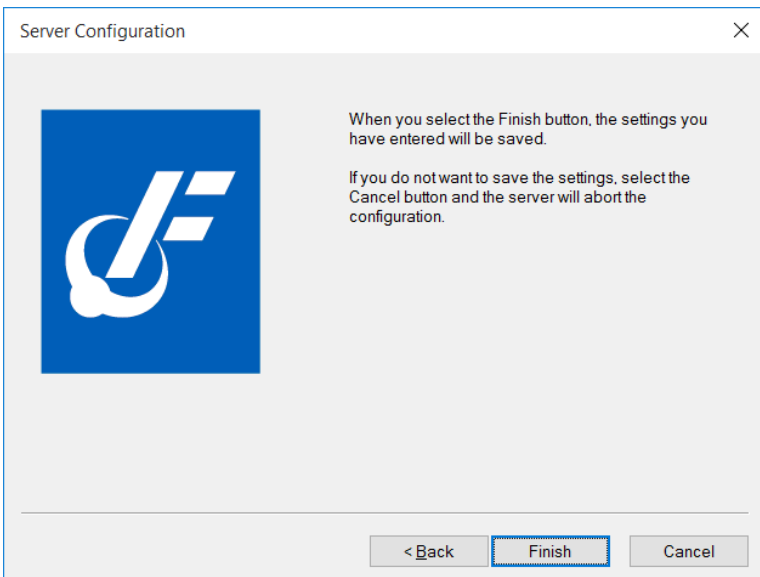 Server Configuration
When you select the Finish button, the settings you
have entered will be saved.
If you do not want to save the settings, select the
Cancel button and the server will abort the
configuration.
< Back
Finish
Cancel